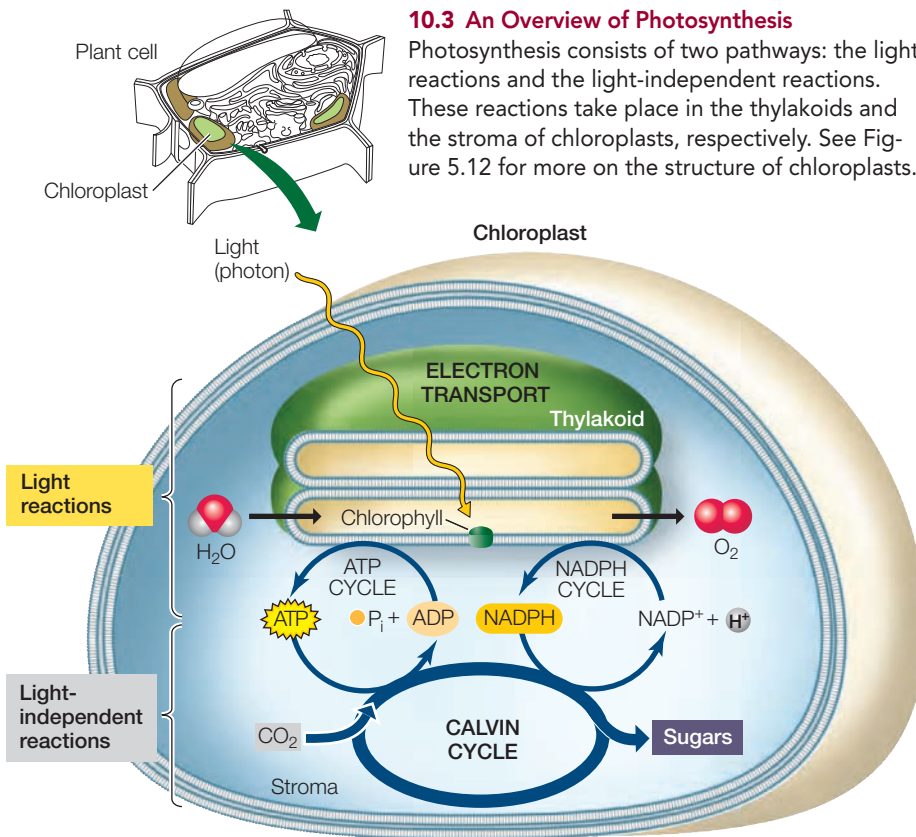 10.3 An Overview of Photosynthesis
Photosynthesis consists of two pathways: the light
reactions and the light-independent reactions.
These reactions take place in the thylakoids and
the stroma of chloroplasts, respectively. See Fig-
ure 5.12 for more on the structure of chloroplasts.
Plant cell
Chloroplast
Light
(photon)
Chloroplast
ELECTRON
TRANSPORT
Thylakoid
Light
reactions
H₂O
Chlorophyll
O₂
ATP
CYCLE
NADPH
CYCLE
ATP
Pᵢ + ADP
NADPH
NADP⁺ + H⁺
Light-
independent
reactions
CO₂
CALVIN
CYCLE
Sugars
Stroma